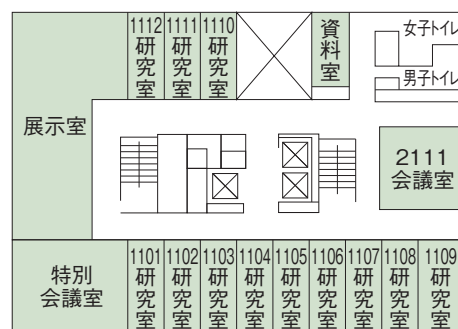 1112
研究室
1111
研究室
1110
研究室
資料室
女子トイレ
男子トイレ
展示室
2111
会議室
特別
会議室
1101
研究室
1102
研究室
1103
研究室
1104
研究室
1105
研究室
1106
研究室
1107
研究室
1108
研究室
1109
研究室